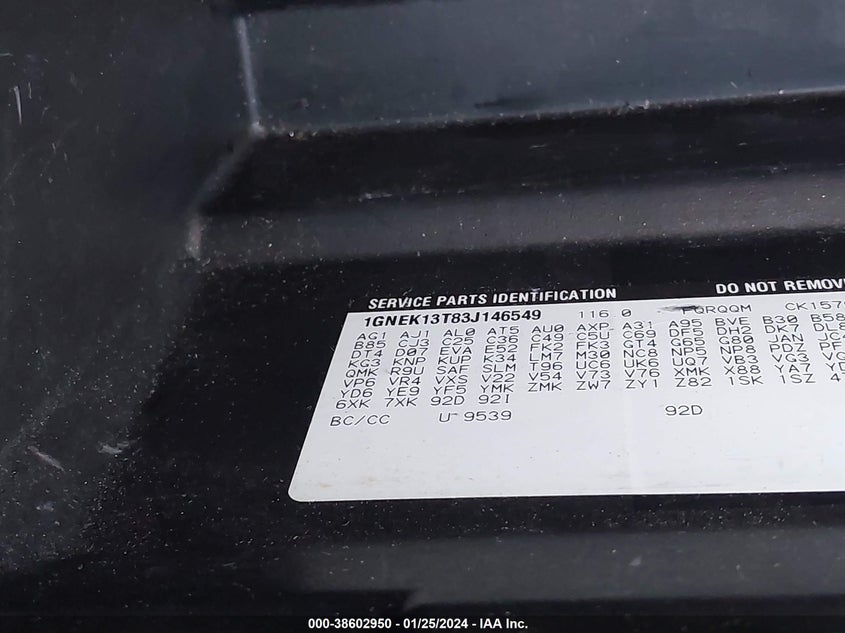 SERVICE PARTS IDENTIFICATION DO NOT REMOVE
1GNEK13T83J146549 116 0 FQRQQM CK157
AG1 AJ1 AL0 AT5 AU0 AXP A31 A95 BVE B30 B58
B85 CJ3 C25 C36 C49 C5U C69 DF5 DH2 DK7 DL8
DT4 D07 EVA E52 FK2 FK3 GT4 G65 G80 JAN JC4
KG3 KNP KUP K34 LM7 M30 NC8 NP5 NP8 PDZ
QMK R9U SAF SLM T96 UC6 UK6 UQ7 VB3 VG3
VP6 VR4 VXS V22 V54 V73 V76 XMK X88 YA7 YD
YD6 YE9 YF5 YMK ZMK ZW7 ZY1 Z82 1SK 1SZ 4
6XK 7XK 92D 92I
BC/CC U-9539 92D
000-38602950 - 01/25/2024 - IAA Inc.